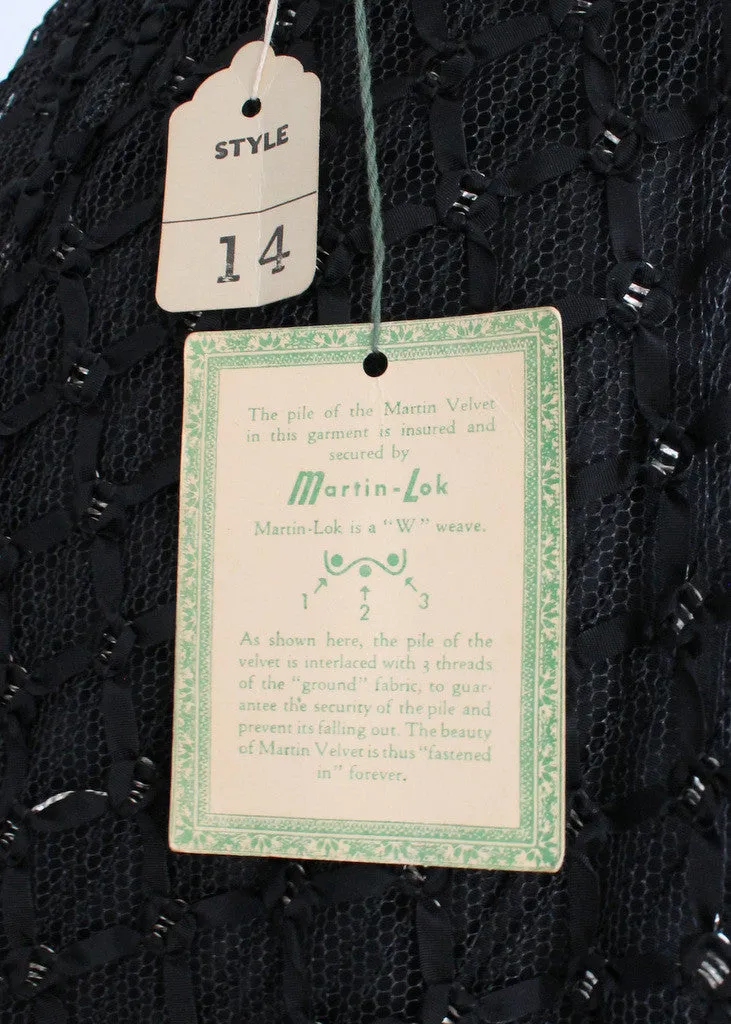 STYLE
14
The pile of the Martin Velvet
in this garment is insured and
secured by
Martin-Lok
Martin-Lok is a "W" weave.
1 2 3
As shown here, the pile of the
velvet is interlaced with 3 threads
of the "ground" fabric, to guar-
antee the security of the pile and
prevent its falling out. The beauty
of Martin Velvet is thus "fastened
in" forever.